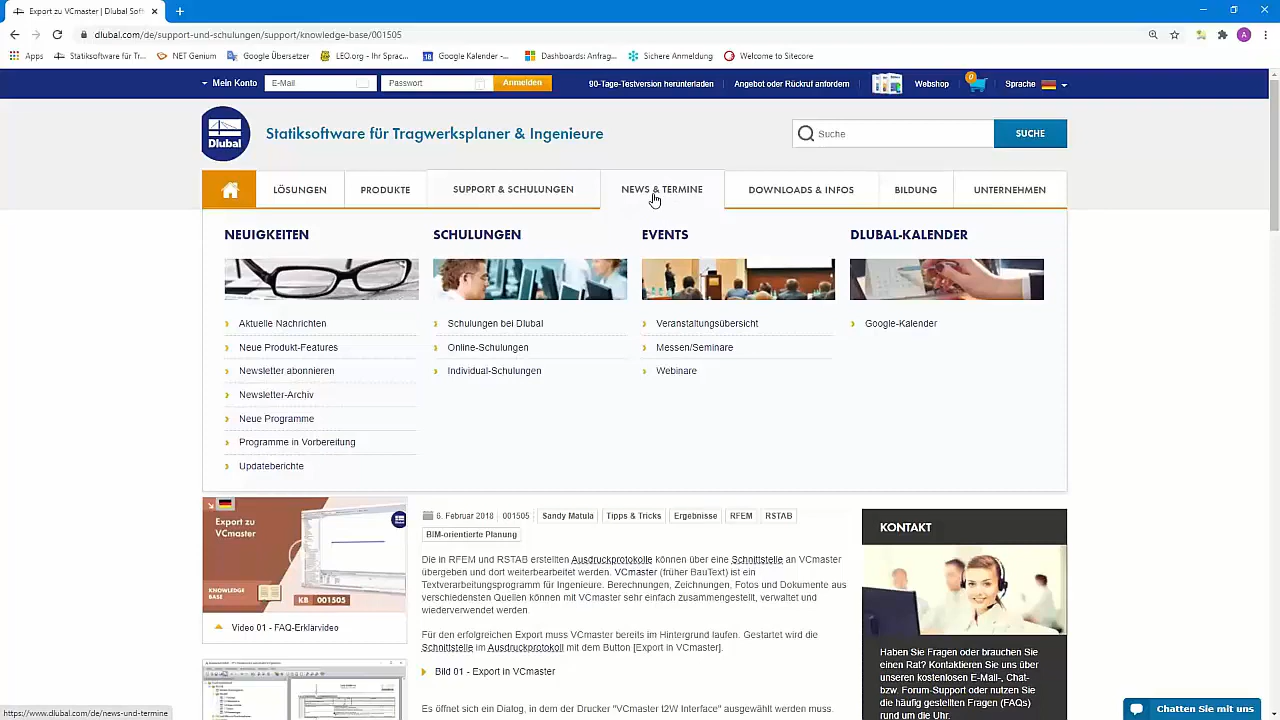 Export zu VCmaster | Dlubal Soft
dlubal.com/de/support-und-schulungen/support/knowledge-base/001505
A
Apps
Statiksoftware für Tr...
NET Genium
Google Übersetzer
LEO.org - Ihr Sprac...
18
Google Kalender -...
Dashboards: Anfrag...
Sichere Anmeldung
Welcome to Sitecore
Mein Konto
E-Mail
Passwort
Anmelden
90-Tage-Testversion herunterladen
Angebot oder Rückruf anfordern
Webshop
0
Sprache
Dlubal
Statiksoftware für Tragwerksplaner & Ingenieure
Suche
SUCHE
LÖSUNGEN
PRODUKTE
SUPPORT & SCHULUNGEN
NEWS & TERMINE
DOWNLOADS & INFOS
BILDUNG
UNTERNEHMEN
NEUIGKEITEN
Aktuelle Nachrichten
Neue Produkt-Features
Newsletter abonnieren
Newsletter-Archiv
Neue Programme
Programme in Vorbereitung
Updateberichte
SCHULUNGEN
Schulungen bei Dlubal
Online-Schulungen
Individual-Schulungen
EVENTS
Veranstaltungsübersicht
Messen/Seminare
Webinare
DLUBAL-KALENDER
Google-Kalender
Export zu
VCmaster
KNOWLEDGE
BASE
KB 001505
Video 01 - FAQ-Erklärvideo
6. Februar 2018
001505
Sandy Matula
Tipps & Tricks
Ergebnisse
RFEM
RSTAB
BIM-orientierte Planung
Die in RFEM und RSTAB erstellten Ausdruckprotokolle können über eine Schnittstelle an VCmaster
übergeben und dort weiterbearbeitet werden. VCmaster (früher BauText) ist ein
Textverarbeitungsprogramm für Ingenieure. Berechnungen, Zeichnungen, Fotos und Dokumente aus
verschiedensten Quellen können mit VCmaster sehr einfach zusammengestellt, verwaltet und
wiederverwendet werden.
Für den erfolgreichen Export muss VCmaster bereits im Hintergrund laufen. Gestartet wird die
Schnittstelle im Ausdruckprotokoll mit dem Button [Export in VCmaster].
Bild 01 - Export in VCmaster
Es öffnet sich ein Dialog, in dem der Drucker "VCmaster DLL Interface" ausgewählt werden muss.
KONTAKT
Haben Sie Fragen oder brauchen Sie
einen Rat? Kontaktieren Sie uns über
unseren kostenlosen E-Mail-, Chat-
bzw. Forum-Support oder nutzen Sie
die häufig gestellten Fragen (FAQs)
rund um die Uhr.
Chatten Sie mit uns